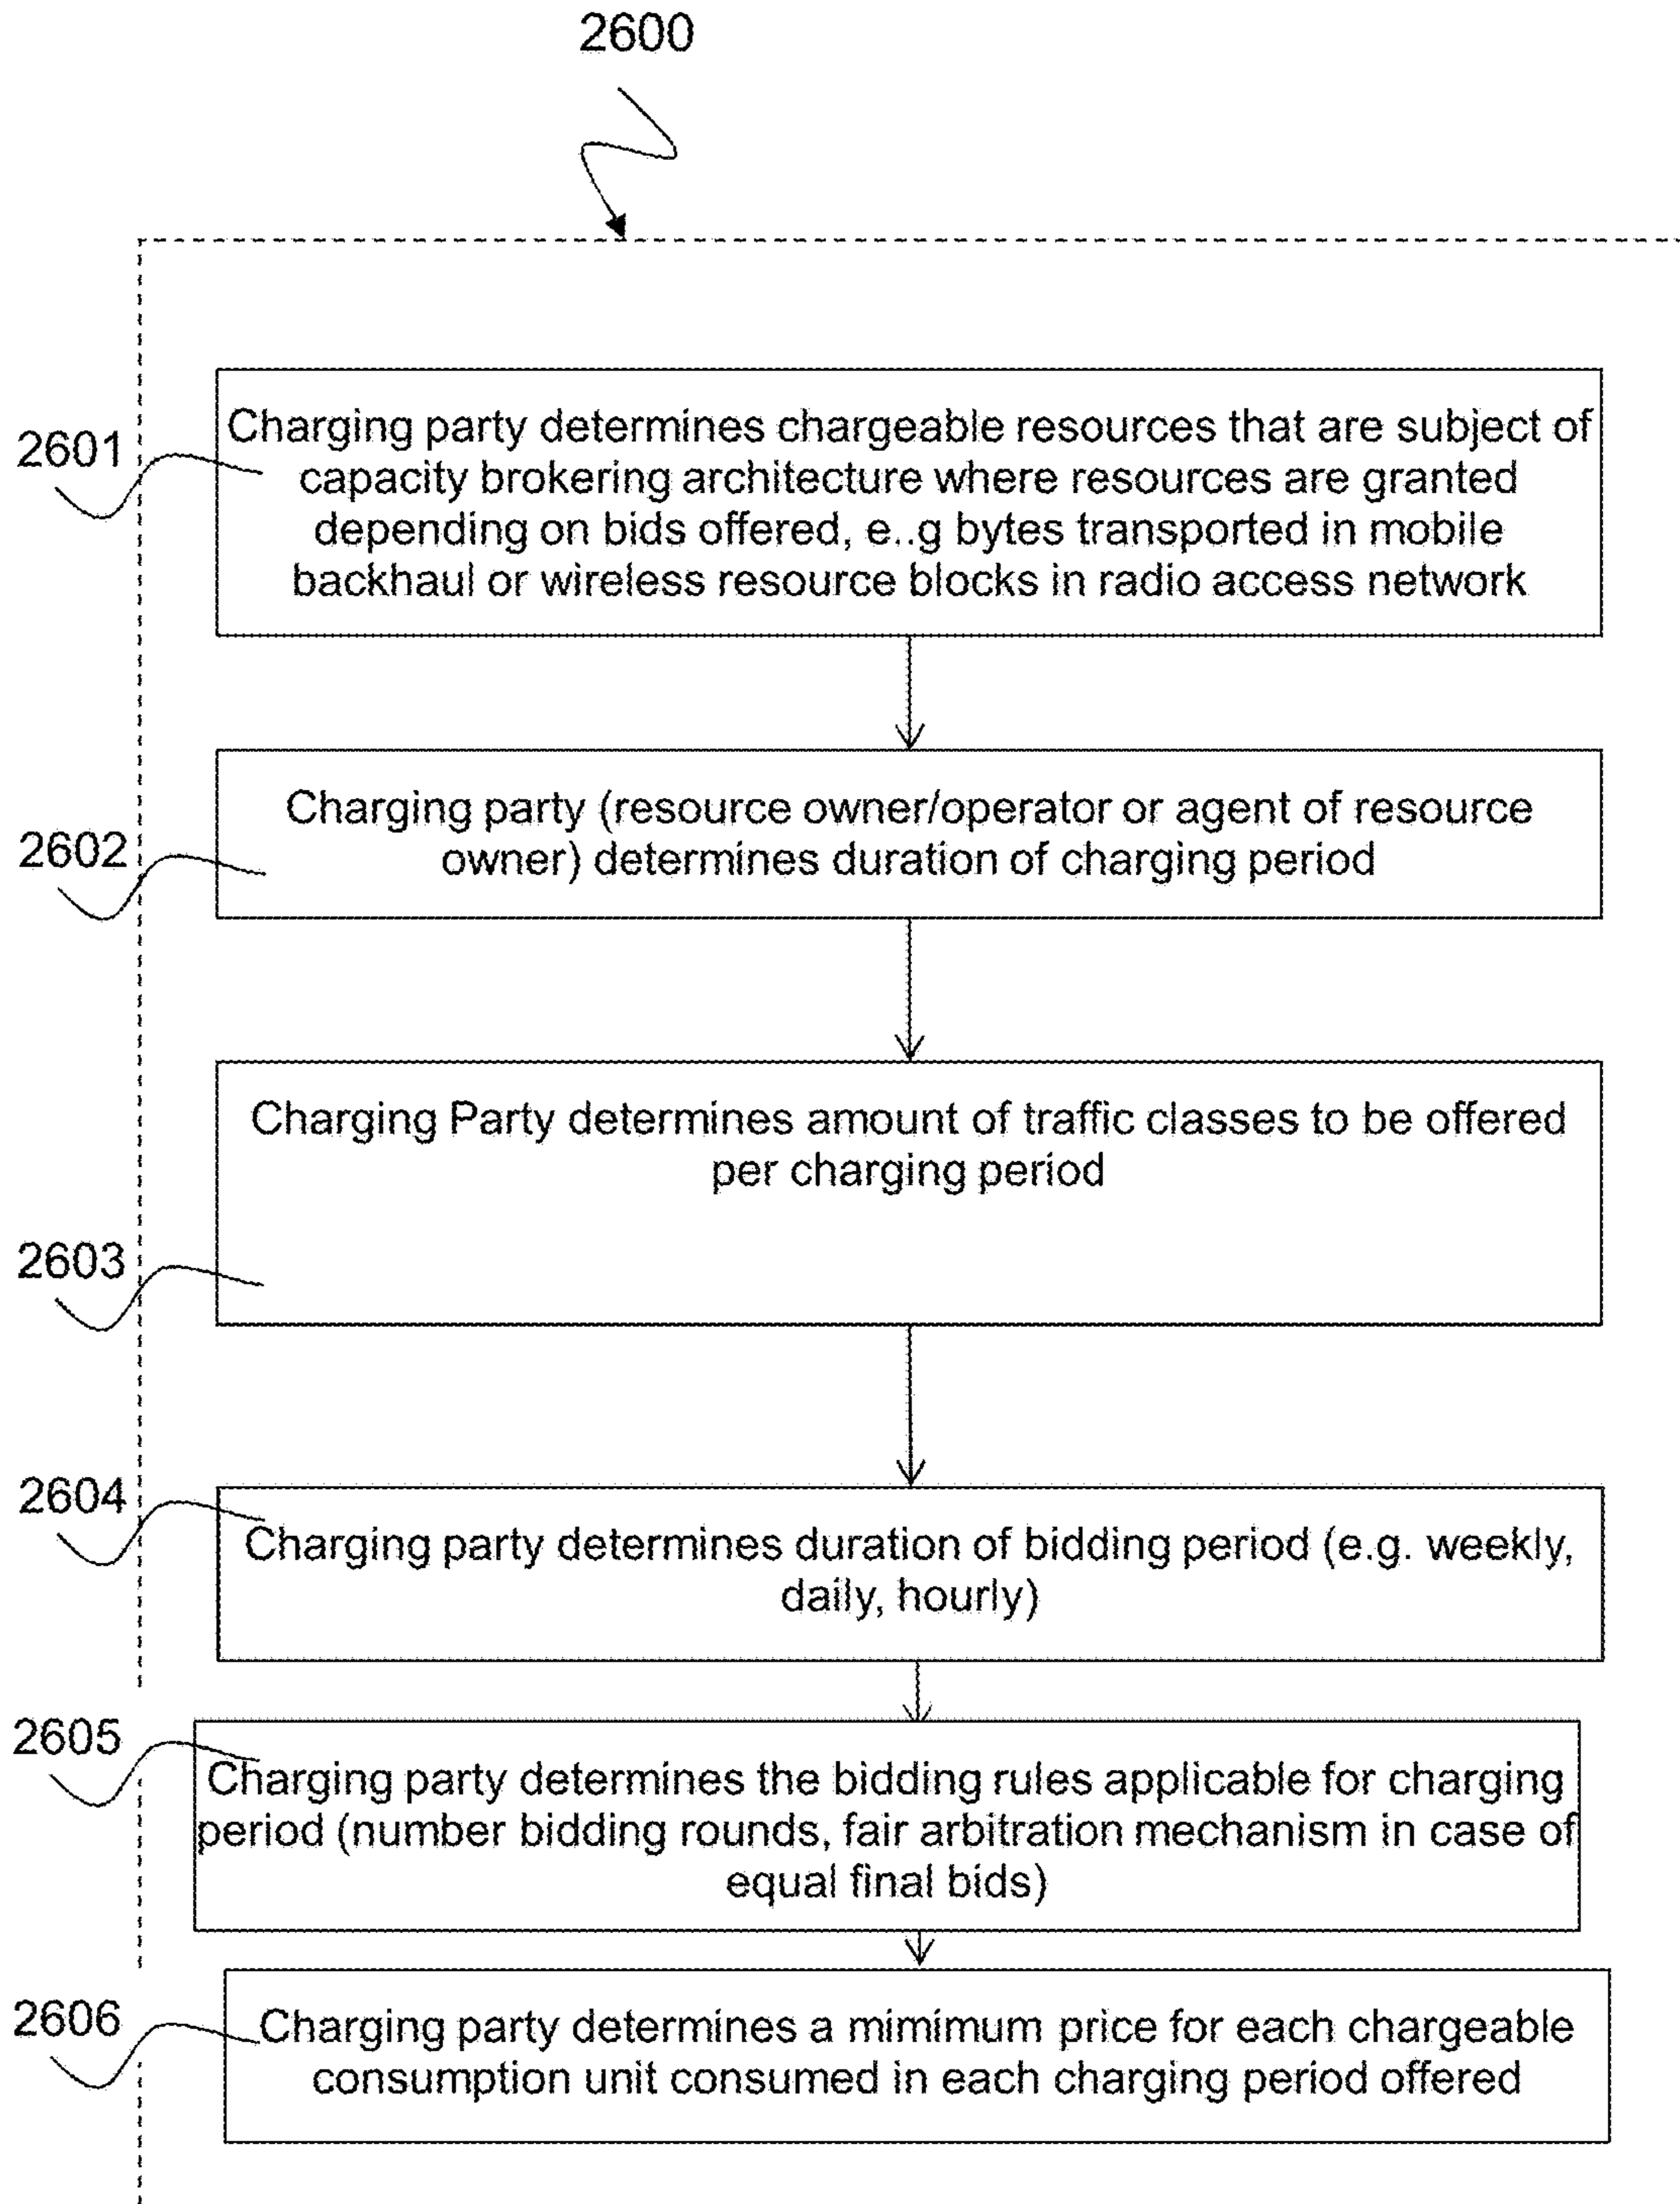 2600
2601
Charging party determines chargeable resources that are subject of
capacity brokering architecture where resources are granted
depending on bids offered, e..g bytes transported in mobile
backhaul or wireless resource blocks in radio access network
2602
Charging party (resource owner/operator or agent of resource
owner) determines duration of charging period
2603
Charging Party determines amount of traffic classes to be offered
per charging period
2604
Charging party determines duration of bidding period (e.g. weekly,
daily, hourly)
2605
Charging party determines the bidding rules applicable for charging
period (number bidding rounds, fair arbitration mechanism in case of
equal final bids)
2606
Charging party determines a mimimum price for each chargeable
consumption unit consumed in each charging period offered